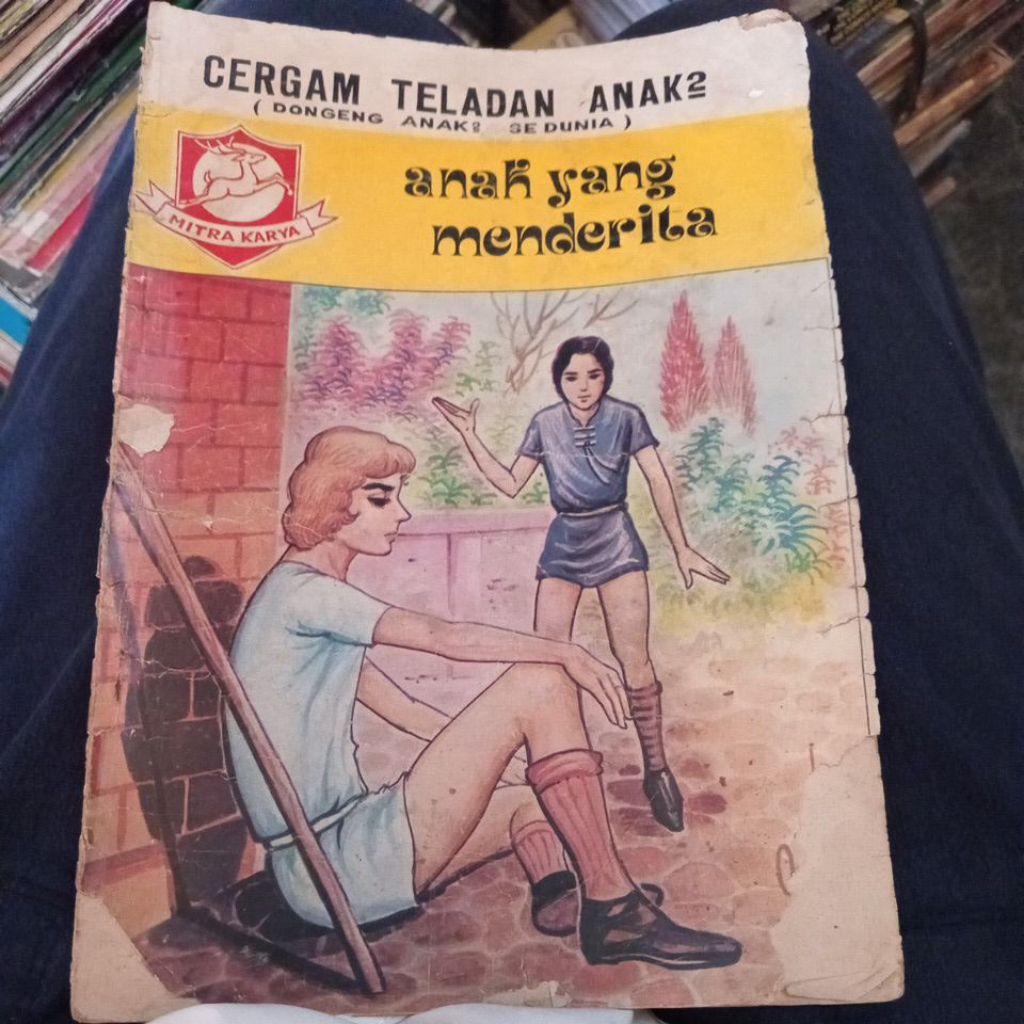 CERGAM TELADAN ANAK2
( DONGENG ANAK2 SE DUNIA )
MITRA KARYA
anak yang
menderita